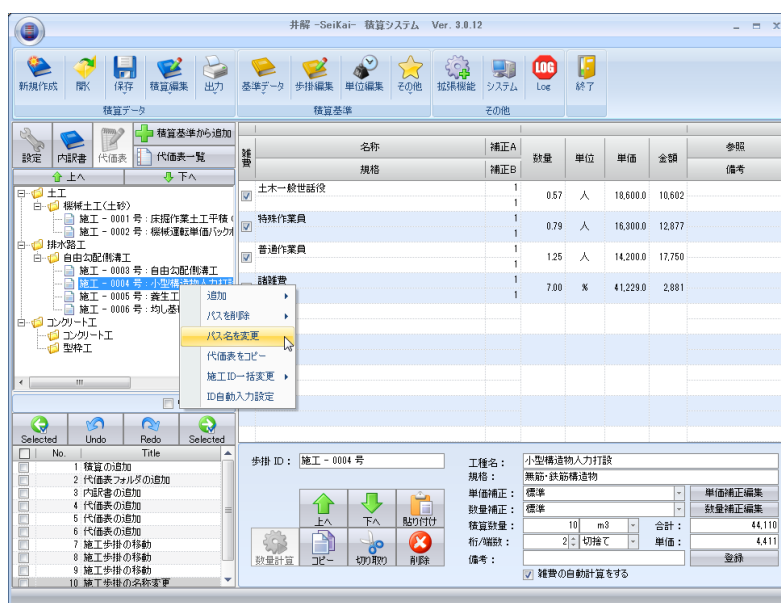 井解 -SeiKai- 積算システム Ver. 3.0.12
新規作成 開く 保存 積算編集 出力 基準データ 歩掛編集 単位編集 その他 拡張機能 システム Log 終了
積算データ 積算基準 その他
設定 内訳書 代価表 積算基準から追加
代価表一覧
上へ 下へ
土工
機械土工(土砂)
施工 - 0001 号 : 床掘作業土工平積 (
施工 - 0002 号 : 機械運転単価(バックホ
排水路工
自由勾配側溝工
施工 - 0003 号 : 自由勾配側溝工
施工 - 0004 号 : 小型構造物人力打設
施工 - 0005 号 : 養生工
施工 - 0006 号 : 均し基
コンクリート工
コンクリート工
型枠工
追加
パスを削除
パス名を変更
代価表をコピー
施工ID一括変更
ID自動入力設定
Selected Undo Redo Selected
No. Title
1 積算の追加
2 代価表フォルダの追加
3 内訳書の追加
4 代価表の追加
5 代価表の追加
6 代価表の追加
7 施工歩掛の移動
8 施工歩掛の移動
9 施工歩掛の移動
10 施工歩掛の名称変更
雑費 名称 補正A 数量 単位 単価 金額 参照
規格 補正B 備考
土木一般世話役 1 0.57 人 18,600.0 10,602
1
特殊作業員 1 0.79 人 16,300.0 12,877
1
普通作業員 1 1.25 人 14,200.0 17,750
1
諸雑費 1 7.00 % 41,229.0 2,881
1
歩掛 ID : 施工 - 0004 号
上へ 下へ 貼り付け
数量計算 コピー 切り取り 削除
工種名 : 小型構造物人力打設
規格 : 無筋・鉄筋構造物
単価補正 : 標準 単価補正編集
数量補正 : 標準 数量補正編集
積算数量 : 10 m3 合計 : 44,110
桁/端数 : 2 切捨て 単価 : 4,411
備考 : 登録
雑費の自動計算をする